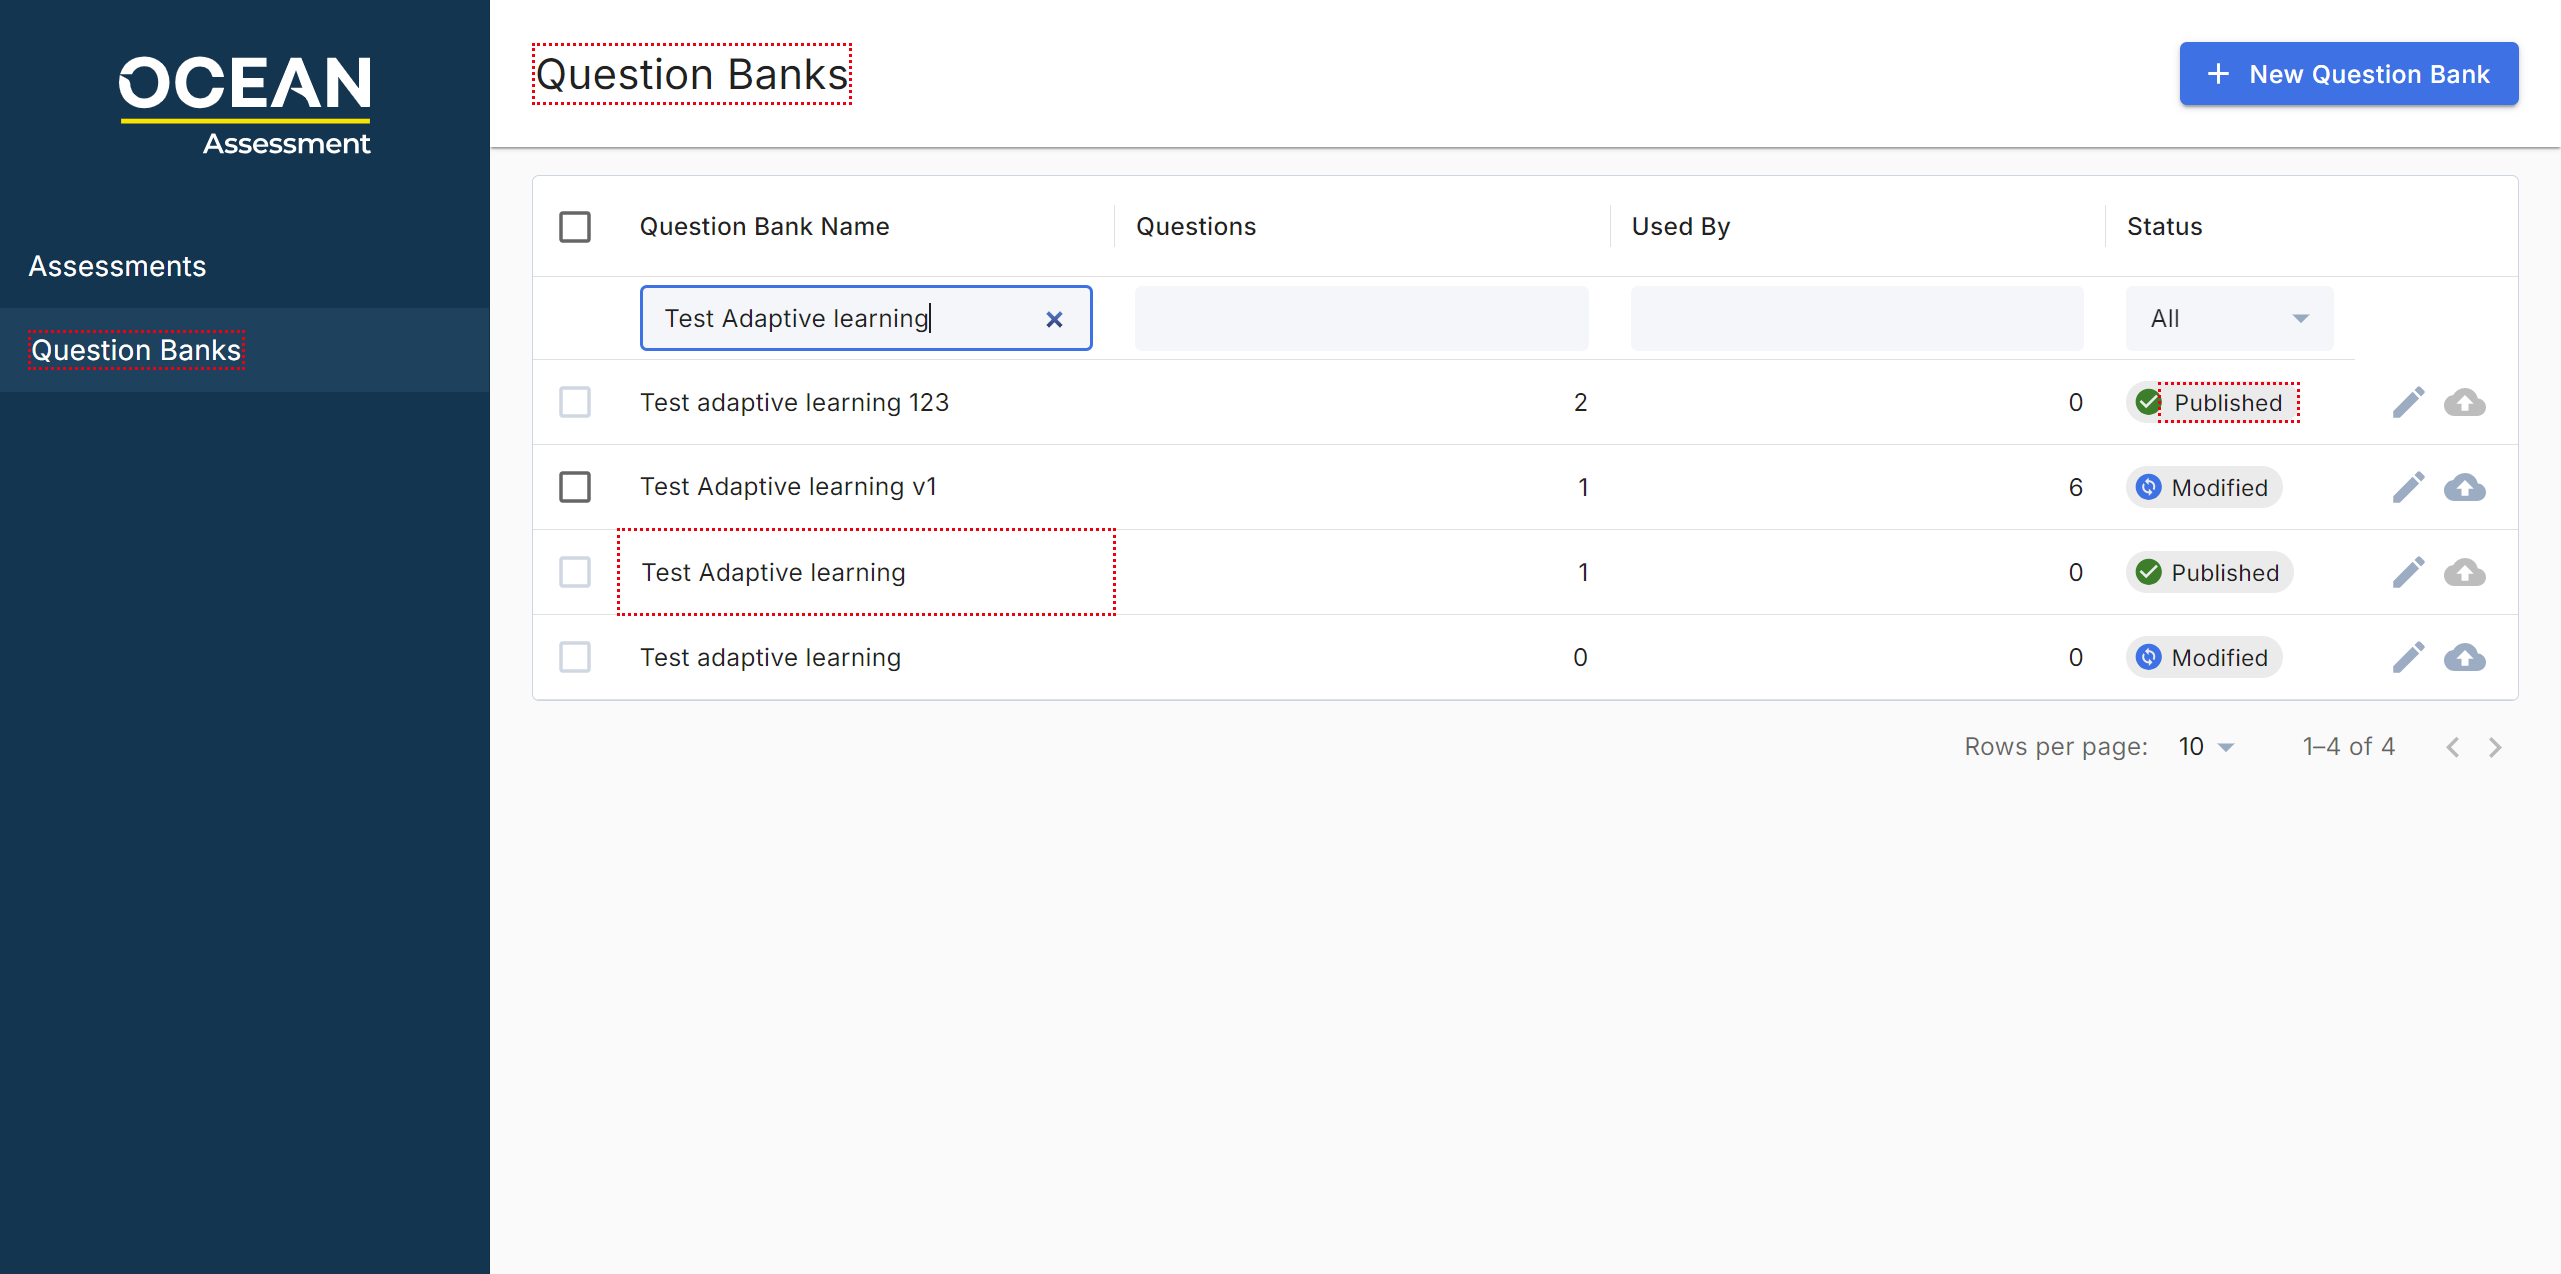 OCEAN
Assessment
Assessments
Question Banks
Question Banks
+ New Question Bank
Question Bank Name Questions Used By Status
Test Adaptive learning All
Test adaptive learning 123 2 0 Published
Test Adaptive learning v1 1 6 Modified
Test Adaptive learning 1 0 Published
Test adaptive learning 0 0 Modified
Rows per page: 10 1–4 of 4